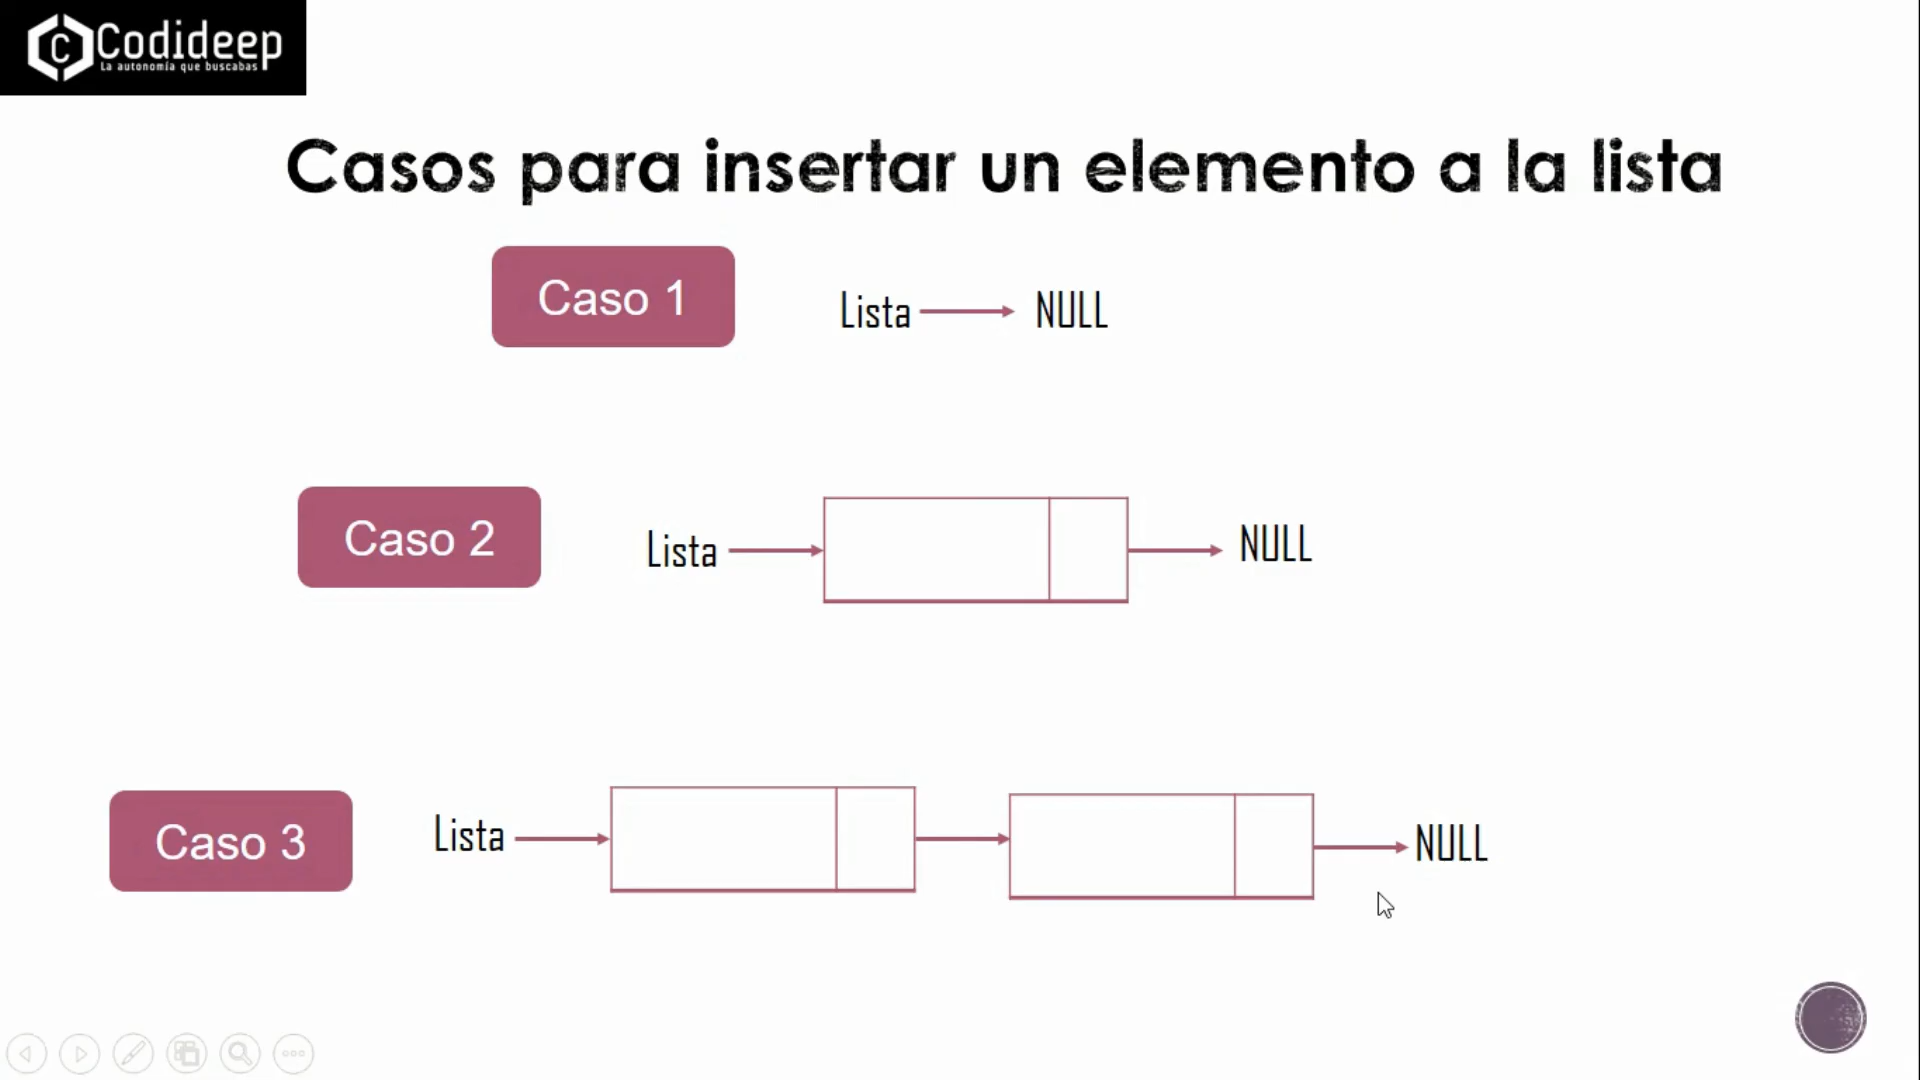 Codideep
La autonomía que buscabas
Casos para insertar un elemento a la lista
Caso 1
Lista
NULL
Caso 2
Lista
NULL
Caso 3
Lista
NULL